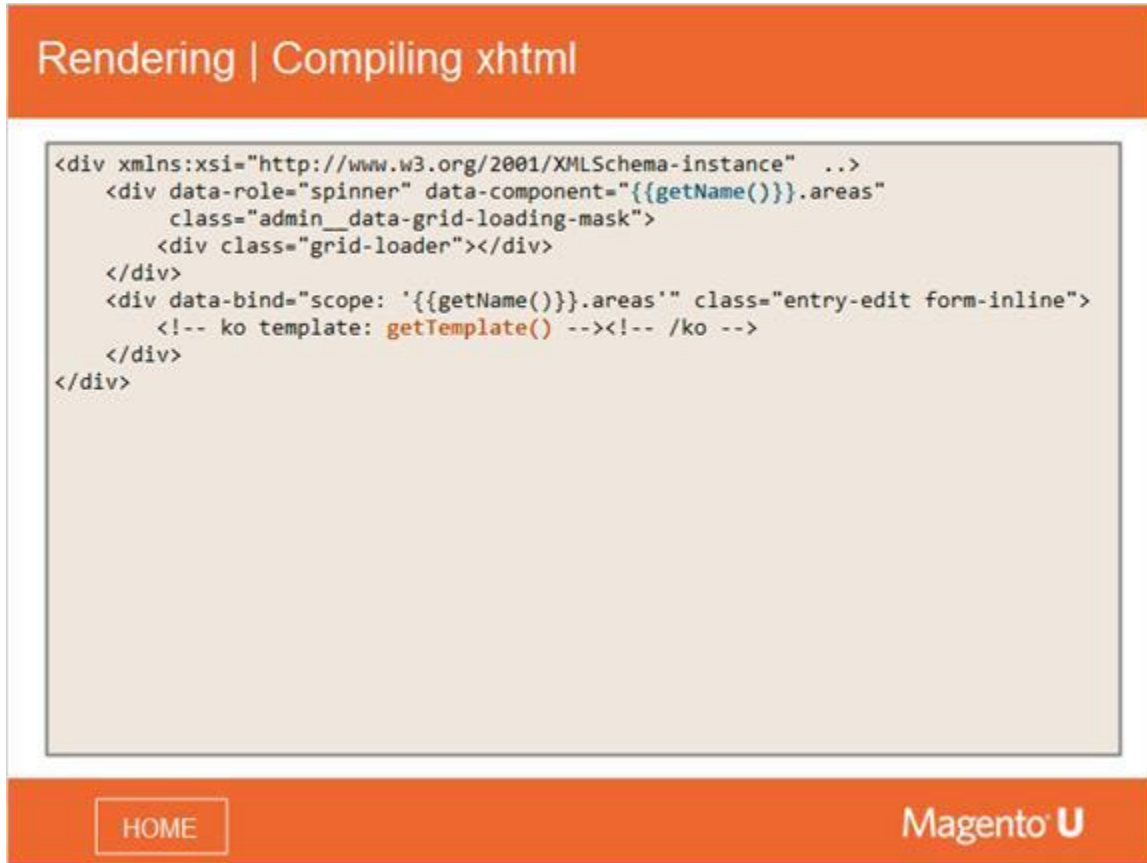 Rendering | Compiling xhtml
<div xmlns:xsi="http://www.w3.org/2001/XMLSchema-instance" ..>
<div data-role="spinner" data-component="{{getName()}}.areas"
class="admin__data-grid-loading-mask">
<div class="grid-loader"></div>
</div>
<div data-bind="scope: '{{getName()}}.areas'" class="entry-edit form-inline">
<!-- ko template: getTemplate() --><!-- /ko -->
</div>
</div>
HOME
Magento U